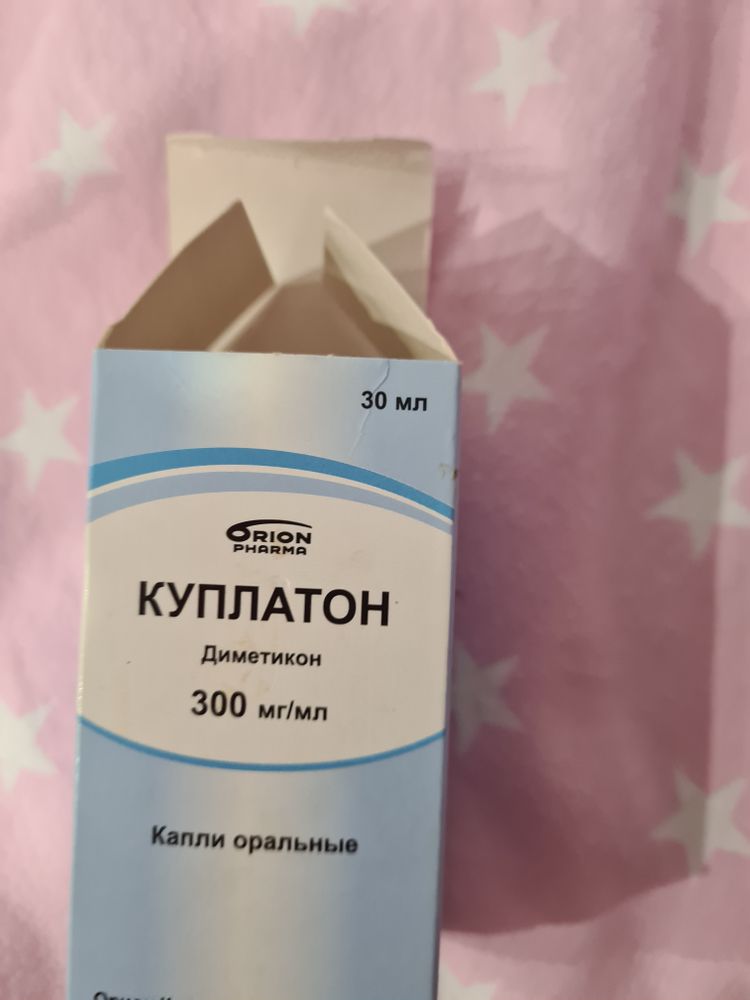 30 мл
ORION
PHARMA
КУПЛАТОН
Диметикон
300 мг/мл
Капли оральные